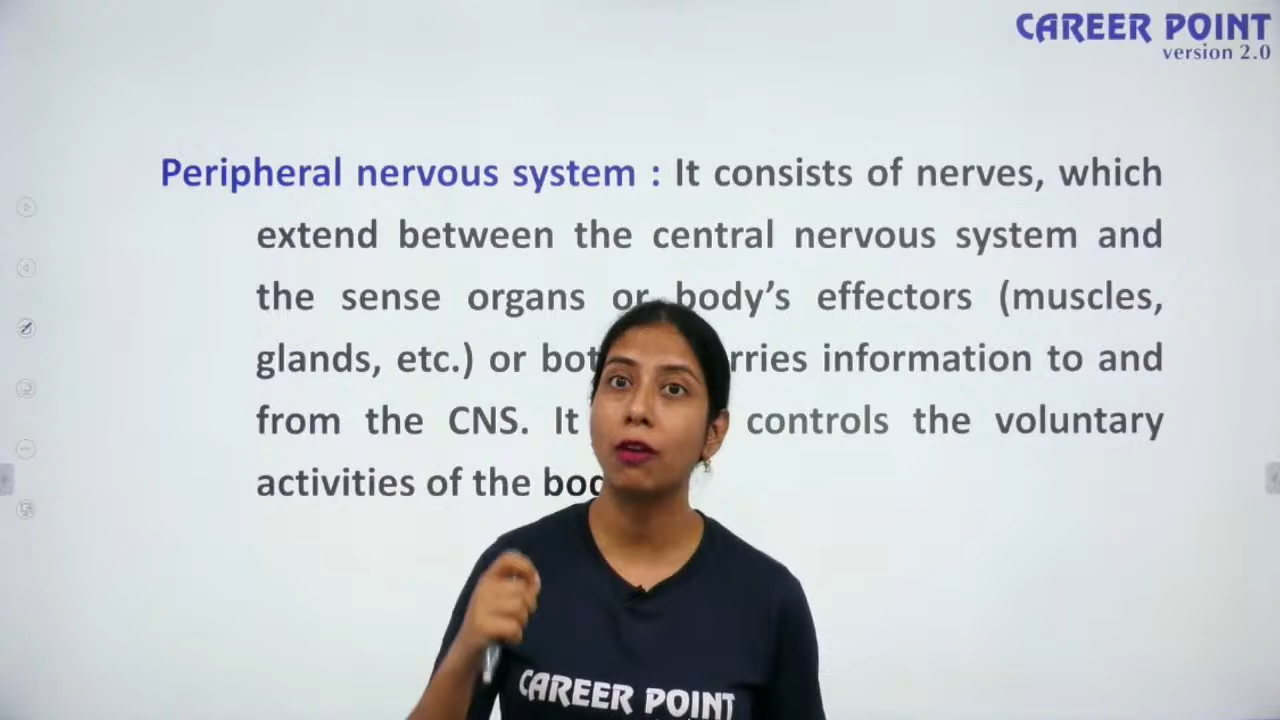 CAREER POINT
version 2.0
Peripheral nervous system : It consists of nerves, which
extend between the central nervous system and
the sense organs or body's effectors (muscles,
glands, etc.) or rries information to and
from the CNS. It controls the voluntary
activities of the
CAREER POINT